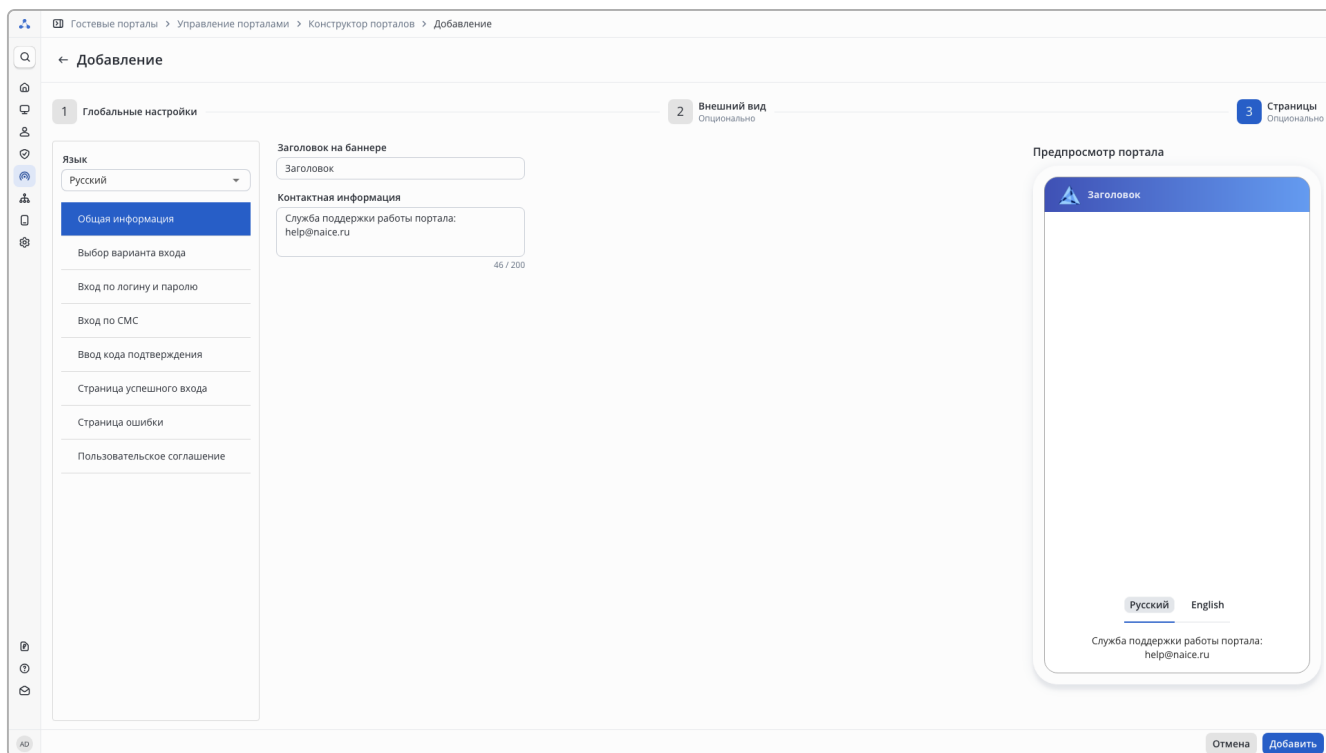 Гостевые порталы > Управление порталами > Конструктор порталов > Добавление
← Добавление
1 Глобальные настройки
2 Внешний вид
Опционально
3 Страницы
Опционально
Язык
Русский
Общая информация
Выбор варианта входа
Вход по логину и паролю
Вход по СМС
Ввод кода подтверждения
Страница успешного входа
Страница ошибки
Пользовательское соглашение
Заголовок на баннере
Заголовок
Контактная информация
Служба поддержки работы портала:
help@naice.ru
46 / 200
Предпросмотр портала
Заголовок
Русский English
Служба поддержки работы портала:
help@naice.ru
AD
Отмена Добавить